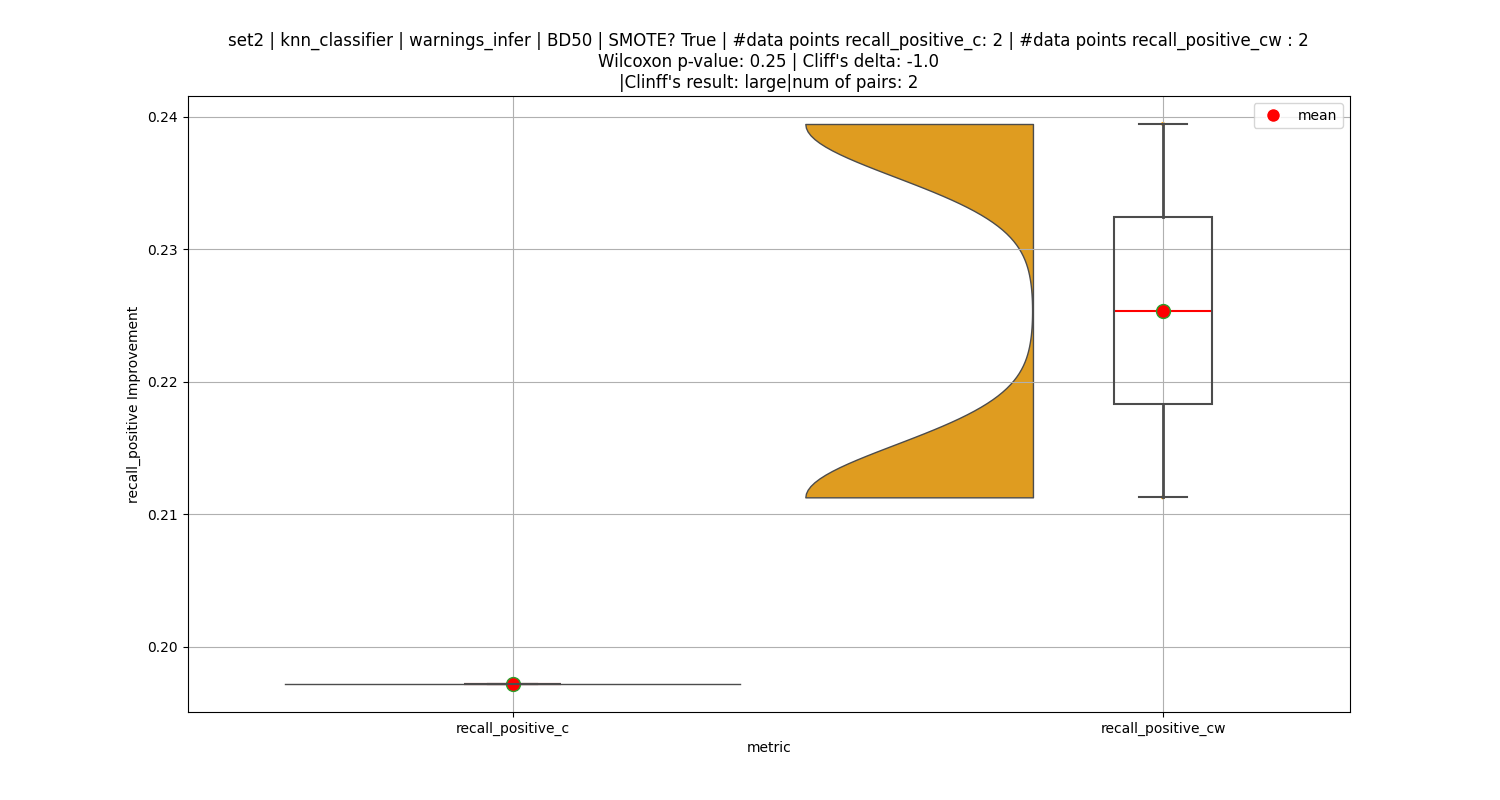 set2 | knn_classifier | warnings_infer | BD50 | SMOTE? True | #data points recall_positive_c: 2 | #data points recall_positive_cw : 2
Wilcoxon p-value: 0.25 | Cliff's delta: -1.0
|Clinff's result: large|num of pairs: 2
mean
0.24
0.23
0.22
0.21
0.20
recall_positive Improvement
recall_positive_c
recall_positive_cw
metric